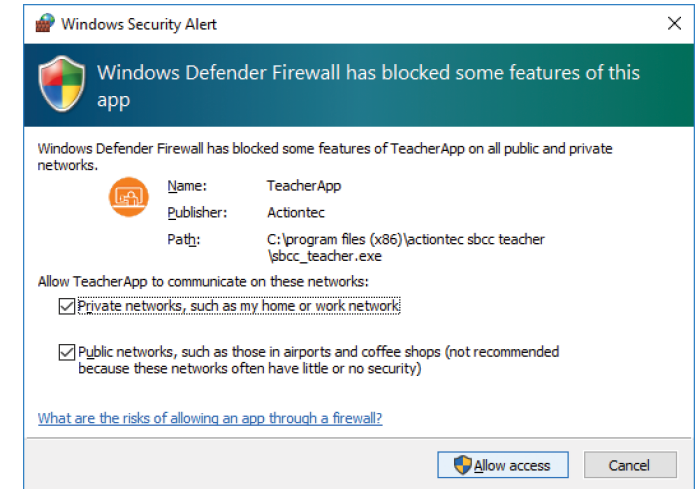 Windows Security Alert
Windows Defender Firewall has blocked some features of this
app
Windows Defender Firewall has blocked some features of TeacherApp on all public and private
networks.
Name: TeacherApp
Publisher: Actiontec
Path: C:\program files (x86)\actiontec sbcc teacher
\sbcc_teacher.exe
Allow TeacherApp to communicate on these networks:
Private networks, such as my home or work network
Public networks, such as those in airports and coffee shops (not recommended
because these networks often have little or no security)
What are the risks of allowing an app through a firewall?
Allow access Cancel